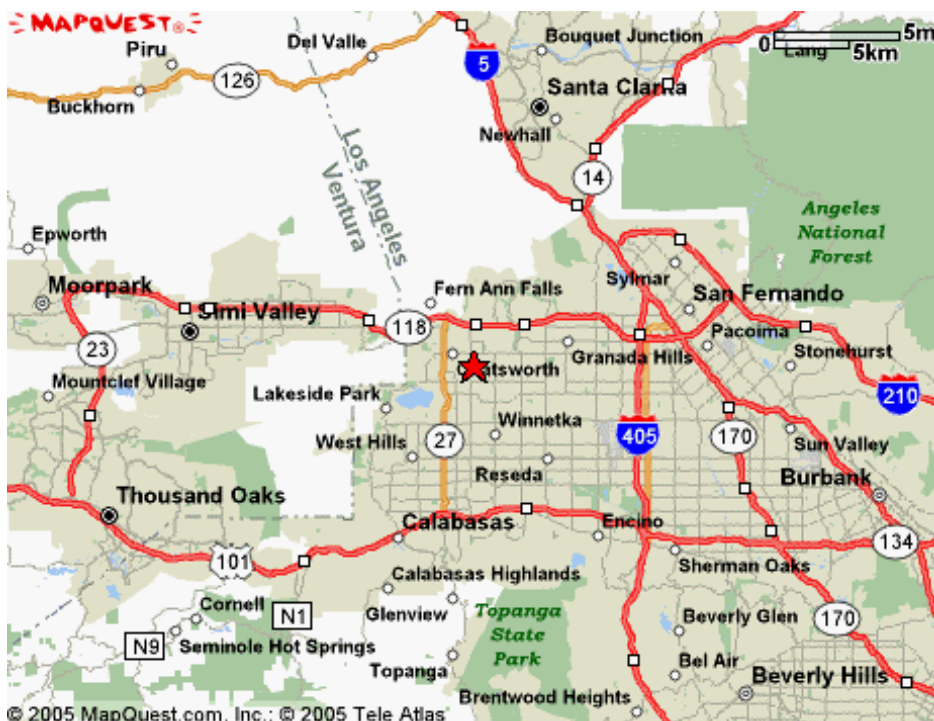 MAPQUEST®
Piru
Del Valle
Bouquet Junction
0
5m
5km
Lang
126
5
Buckhorn
Santa Clarita
Newhall
Los Angeles
Ventura
14
Angeles
National
Forest
Epworth
Sylmar
Moorpark
Fern Ann Falls
San Fernando
Simi Valley
118
Pacoima
23
Granada Hills
Stonehurst
Mountclef Village
Chatsworth
Lakeside Park
210
Winnetka
West Hills
27
405
170
Sun Valley
Reseda
Burbank
Thousand Oaks
Calabasas
Encino
134
101
Sherman Oaks
Calabasas Highlands
Cornell
N1
Glenview
Topanga
State
Park
Beverly Glen
170
N9
Seminole Hot Springs
Topanga
Bel Air
Beverly Hills
Brentwood Heights
© 2005 MapQuest.com, Inc.; © 2005 Tele Atlas